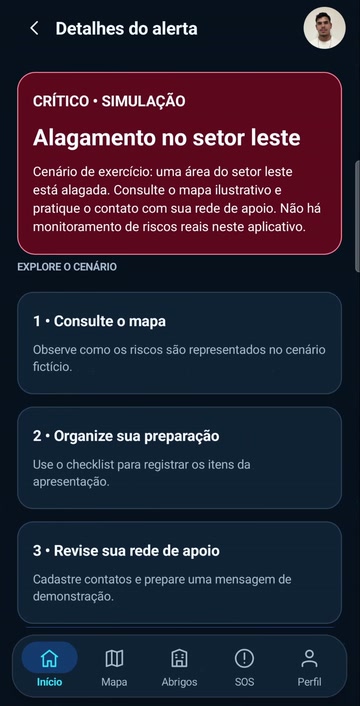 Detalhes do alerta
CRÍTICO • SIMULAÇÃO
Alagamento no setor leste
Cenário de exercício: uma área do setor leste
está alagada. Consulte o mapa ilustrativo e
pratique o contato com sua rede de apoio. Não há
monitoramento de riscos reais neste aplicativo.
EXPLORE O CENÁRIO
1 • Consulte o mapa
Observe como os riscos são representados no cenário
fictício.
2 • Organize sua preparação
Use o checklist para registrar os itens da
apresentação.
3 • Revise sua rede de apoio
Cadastre contatos e prepare uma mensagem de
demonstração.
Início
Mapa
Abrigos
SOS
Perfil